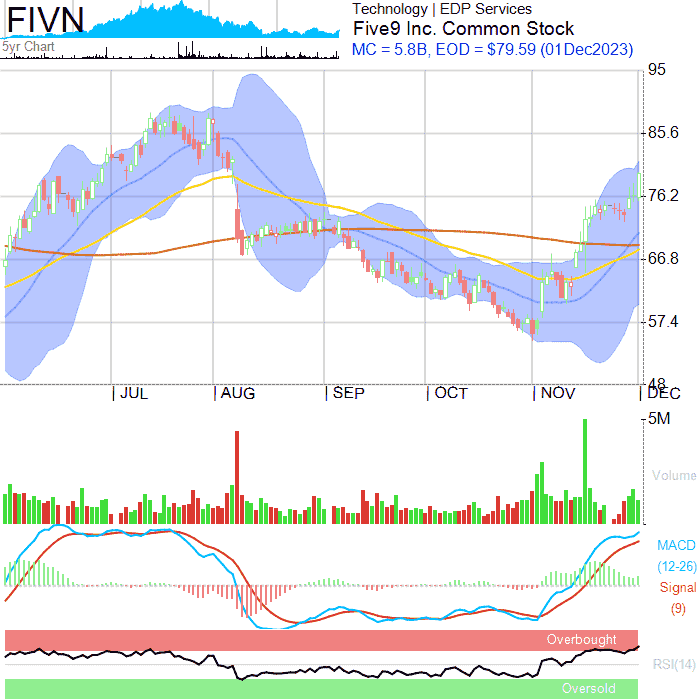 FIVN
5yr Chart
Technology | EDP Services
Five9 Inc. Common Stock
MC = 5.8B, EOD = $79.59 (01Dec2023)
95
85.6
76.2
66.8
57.4
48
| JUL | AUG | SEP | OCT | NOV | DEC
5M
Volume
MACD
(12-26)
Signal
(9)
Overbought
RSI(14)
Oversold